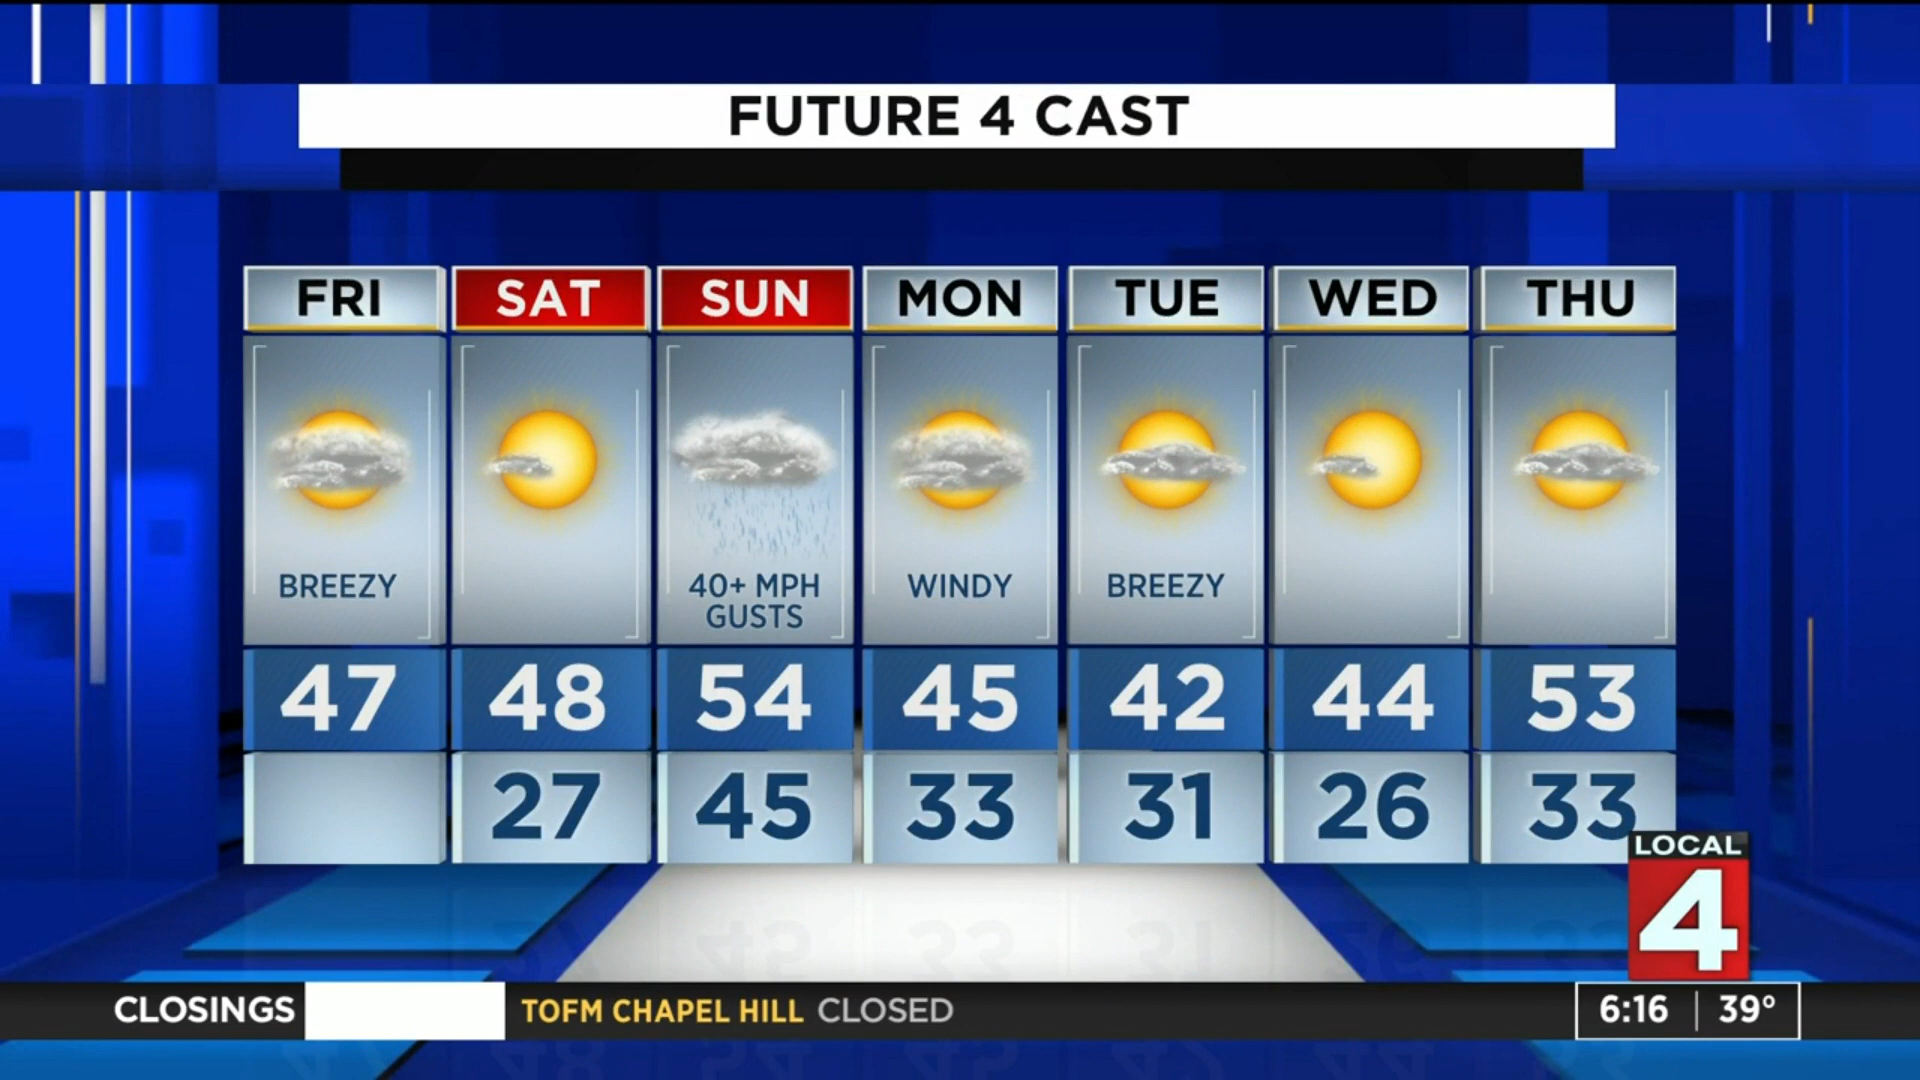 FUTURE 4 CAST
FRI SAT SUN MON TUE WED THU
BREEZY 40+ MPH GUSTS WINDY BREEZY
47 48 54 45 42 44 53
27 45 33 31 26 33
LOCAL
4
CLOSINGS TOFM CHAPEL HILL CLOSED 6:16 39°